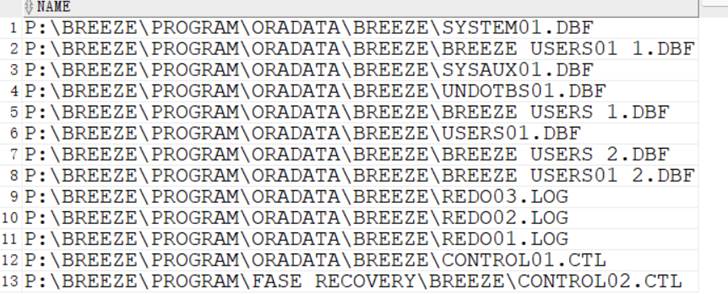 NAME
1 P:\BREEZE\PROGRAM\ORADATA\BREEZE\SYSTEM01.DBF
2 P:\BREEZE\PROGRAM\ORADATA\BREEZE\BREEZE USERS01 1.DBF
3 P:\BREEZE\PROGRAM\ORADATA\BREEZE\SYSAUX01.DBF
4 P:\BREEZE\PROGRAM\ORADATA\BREEZE\UNDOTBS01.DBF
5 P:\BREEZE\PROGRAM\ORADATA\BREEZE\BREEZE USERS 1.DBF
6 P:\BREEZE\PROGRAM\ORADATA\BREEZE\USERS01.DBF
7 P:\BREEZE\PROGRAM\ORADATA\BREEZE\BREEZE USERS 2.DBF
8 P:\BREEZE\PROGRAM\ORADATA\BREEZE\BREEZE USERS01 2.DBF
9 P:\BREEZE\PROGRAM\ORADATA\BREEZE\REDO03.LOG
10 P:\BREEZE\PROGRAM\ORADATA\BREEZE\REDO02.LOG
11 P:\BREEZE\PROGRAM\ORADATA\BREEZE\REDO01.LOG
12 P:\BREEZE\PROGRAM\ORADATA\BREEZE\CONTROL01.CTL
13 P:\BREEZE\PROGRAM\FASE RECOVERY\BREEZE\CONTROL02.CTL